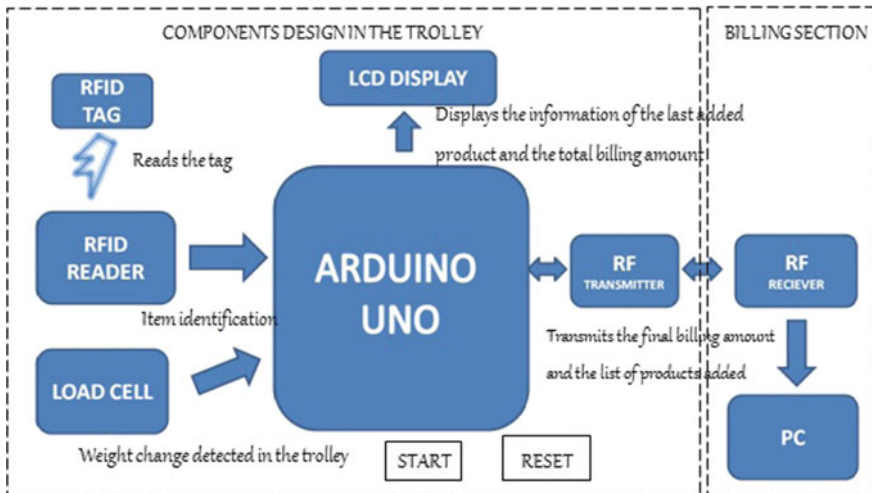 COMPONENTS DESIGN IN THE TROLLEY
BILLING SECTION
RFID
TAG
LCD DISPLAY
Displays the information of the last added
product and the total billing amount
Reads the tag
RFID
READER
ARDUINO
UNO
RF
TRANSMITTER
RF
RECIEVER
Item identification
Transmits the final billing amount
and the list of products added
LOAD CELL
PC
Weight change detected in the trolley
START
RESET